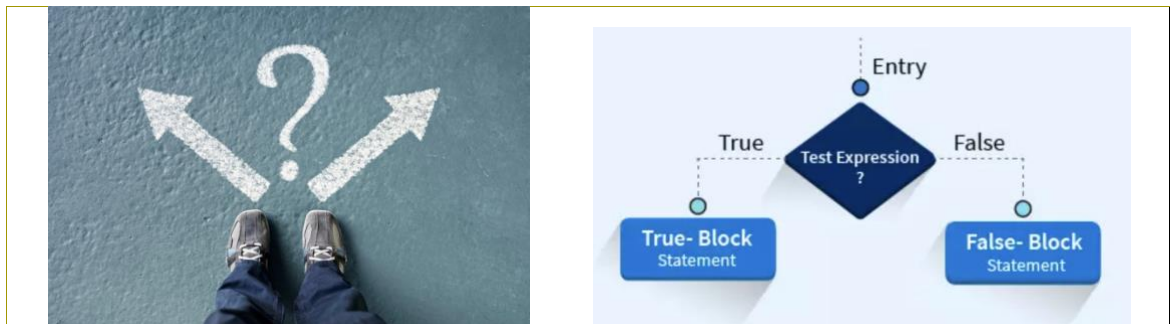 ?
Entry
True
False
Test Expression
?
True- Block
Statement
False- Block
Statement